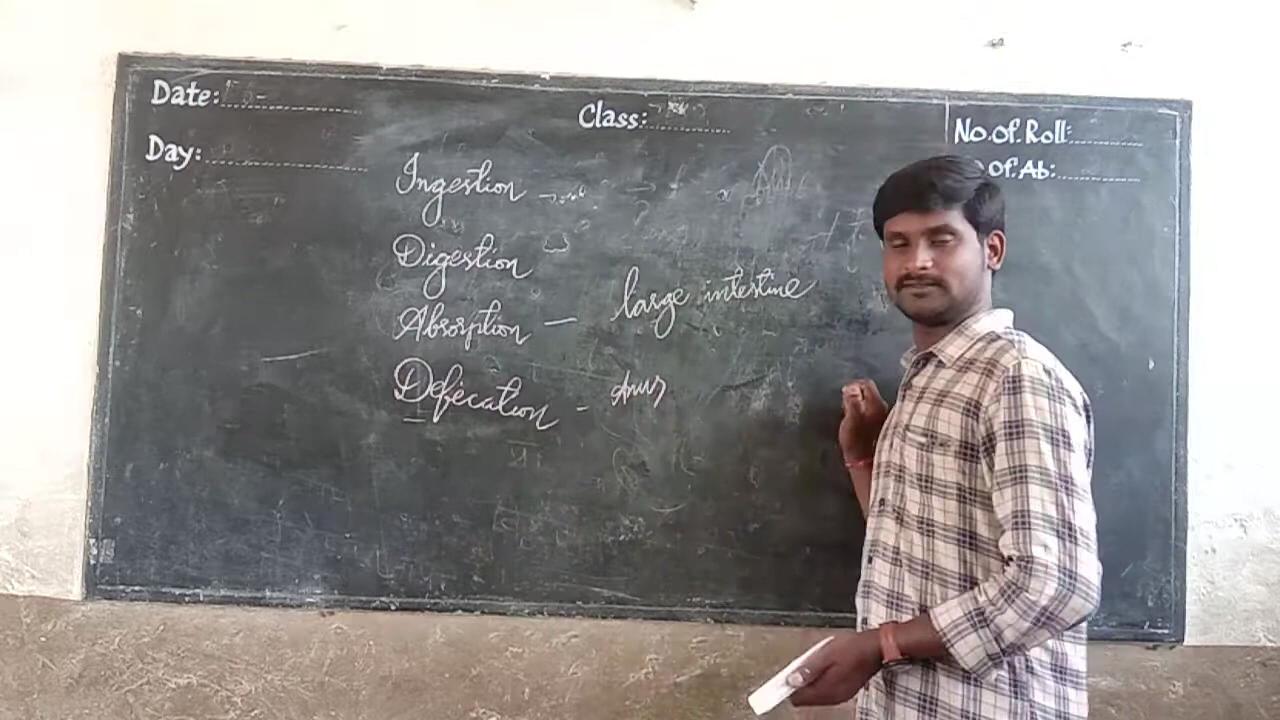 Date:
Class:
No.of.Roll:
Day:
Of.Ab:
Ingestion
Digestion
Absorption — large intestine
Defecation - Anus